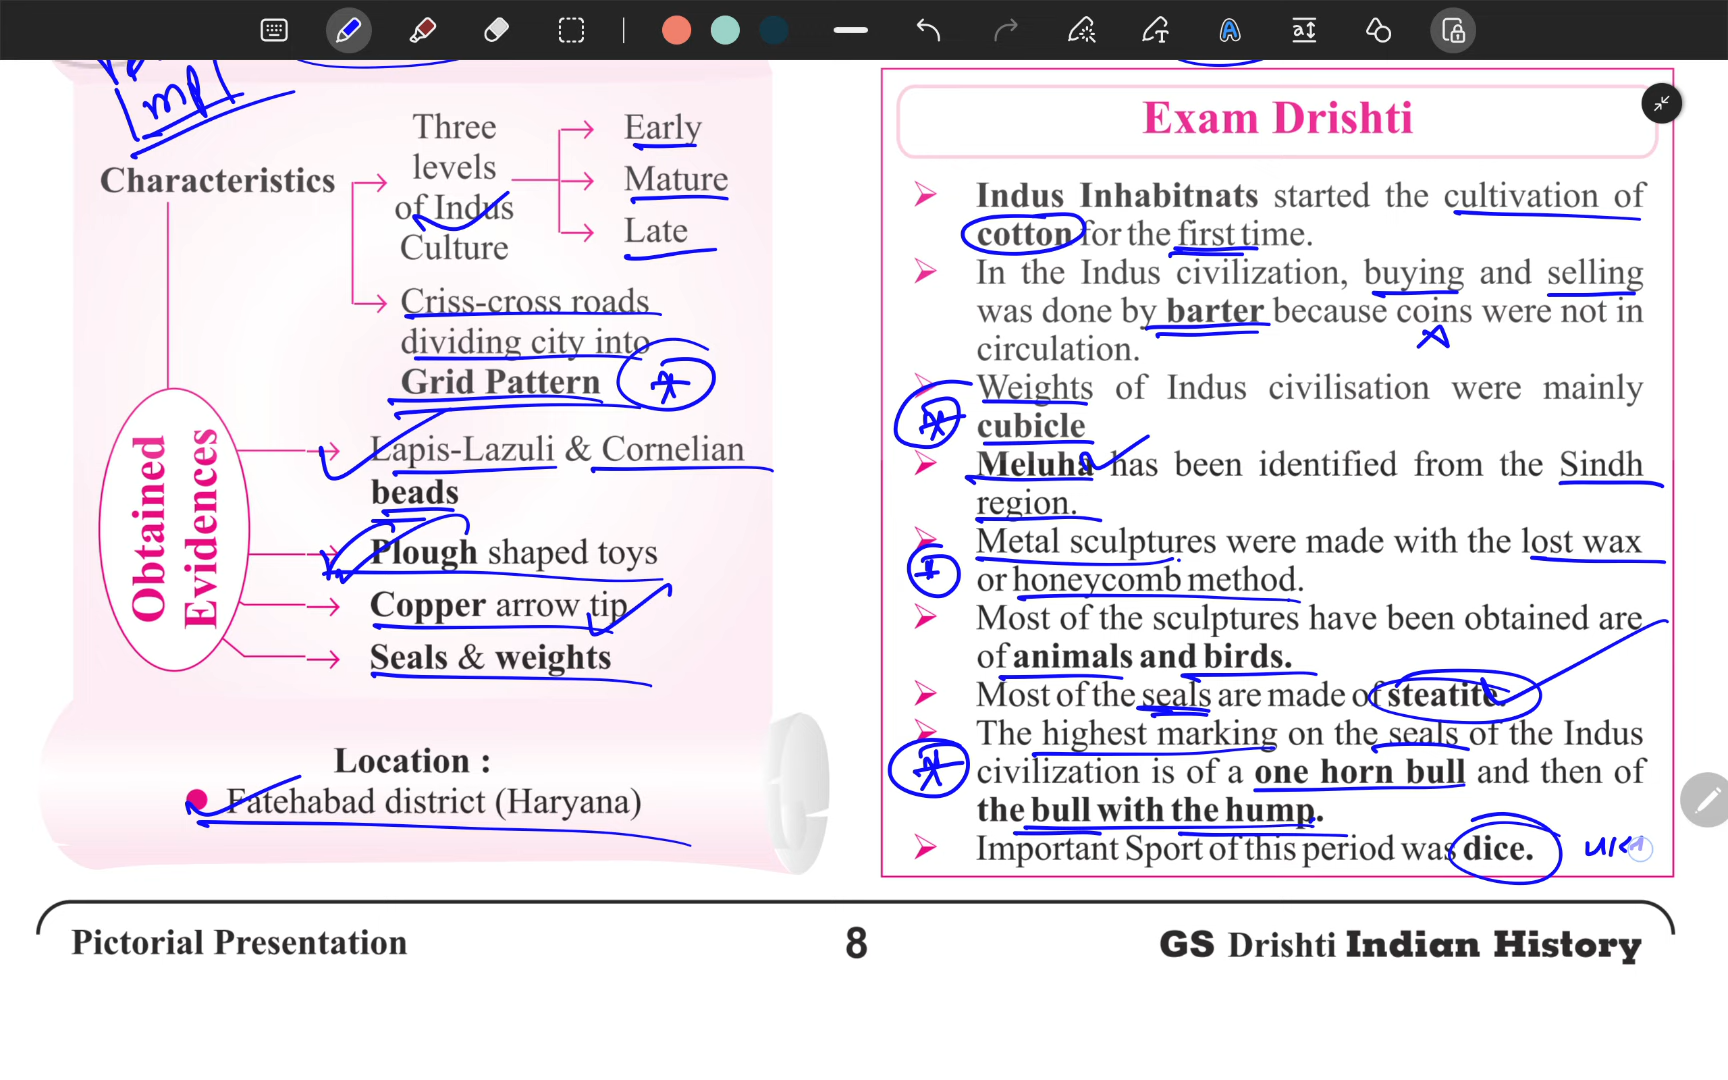 Imp
Characteristics
Three
levels
of Indus
Culture
Early
Mature
Late
Criss-cross roads
dividing city into
Grid Pattern
Obtained
Evidences
Lapis-Lazuli & Cornelian
beads
Plough shaped toys
Copper arrow tip
Seals & weights
Location :
Fatehabad district (Haryana)
Exam Drishti
Indus Inhabitnats started the cultivation of
cotton for the first time.
In the Indus civilization, buying and selling
was done by barter because coins were not in
circulation.
Weights of Indus civilisation were mainly
cubicle
Meluha has been identified from the Sindh
region.
Metal sculptures were made with the lost wax
or honeycomb method.
Most of the sculptures have been obtained are
of animals and birds.
Most of the seals are made of steatite.
The highest marking on the seals of the Indus
civilization is of a one horn bull and then of
the bull with the hump.
Important Sport of this period was dice.
Pictorial Presentation
8
GS Drishti Indian History